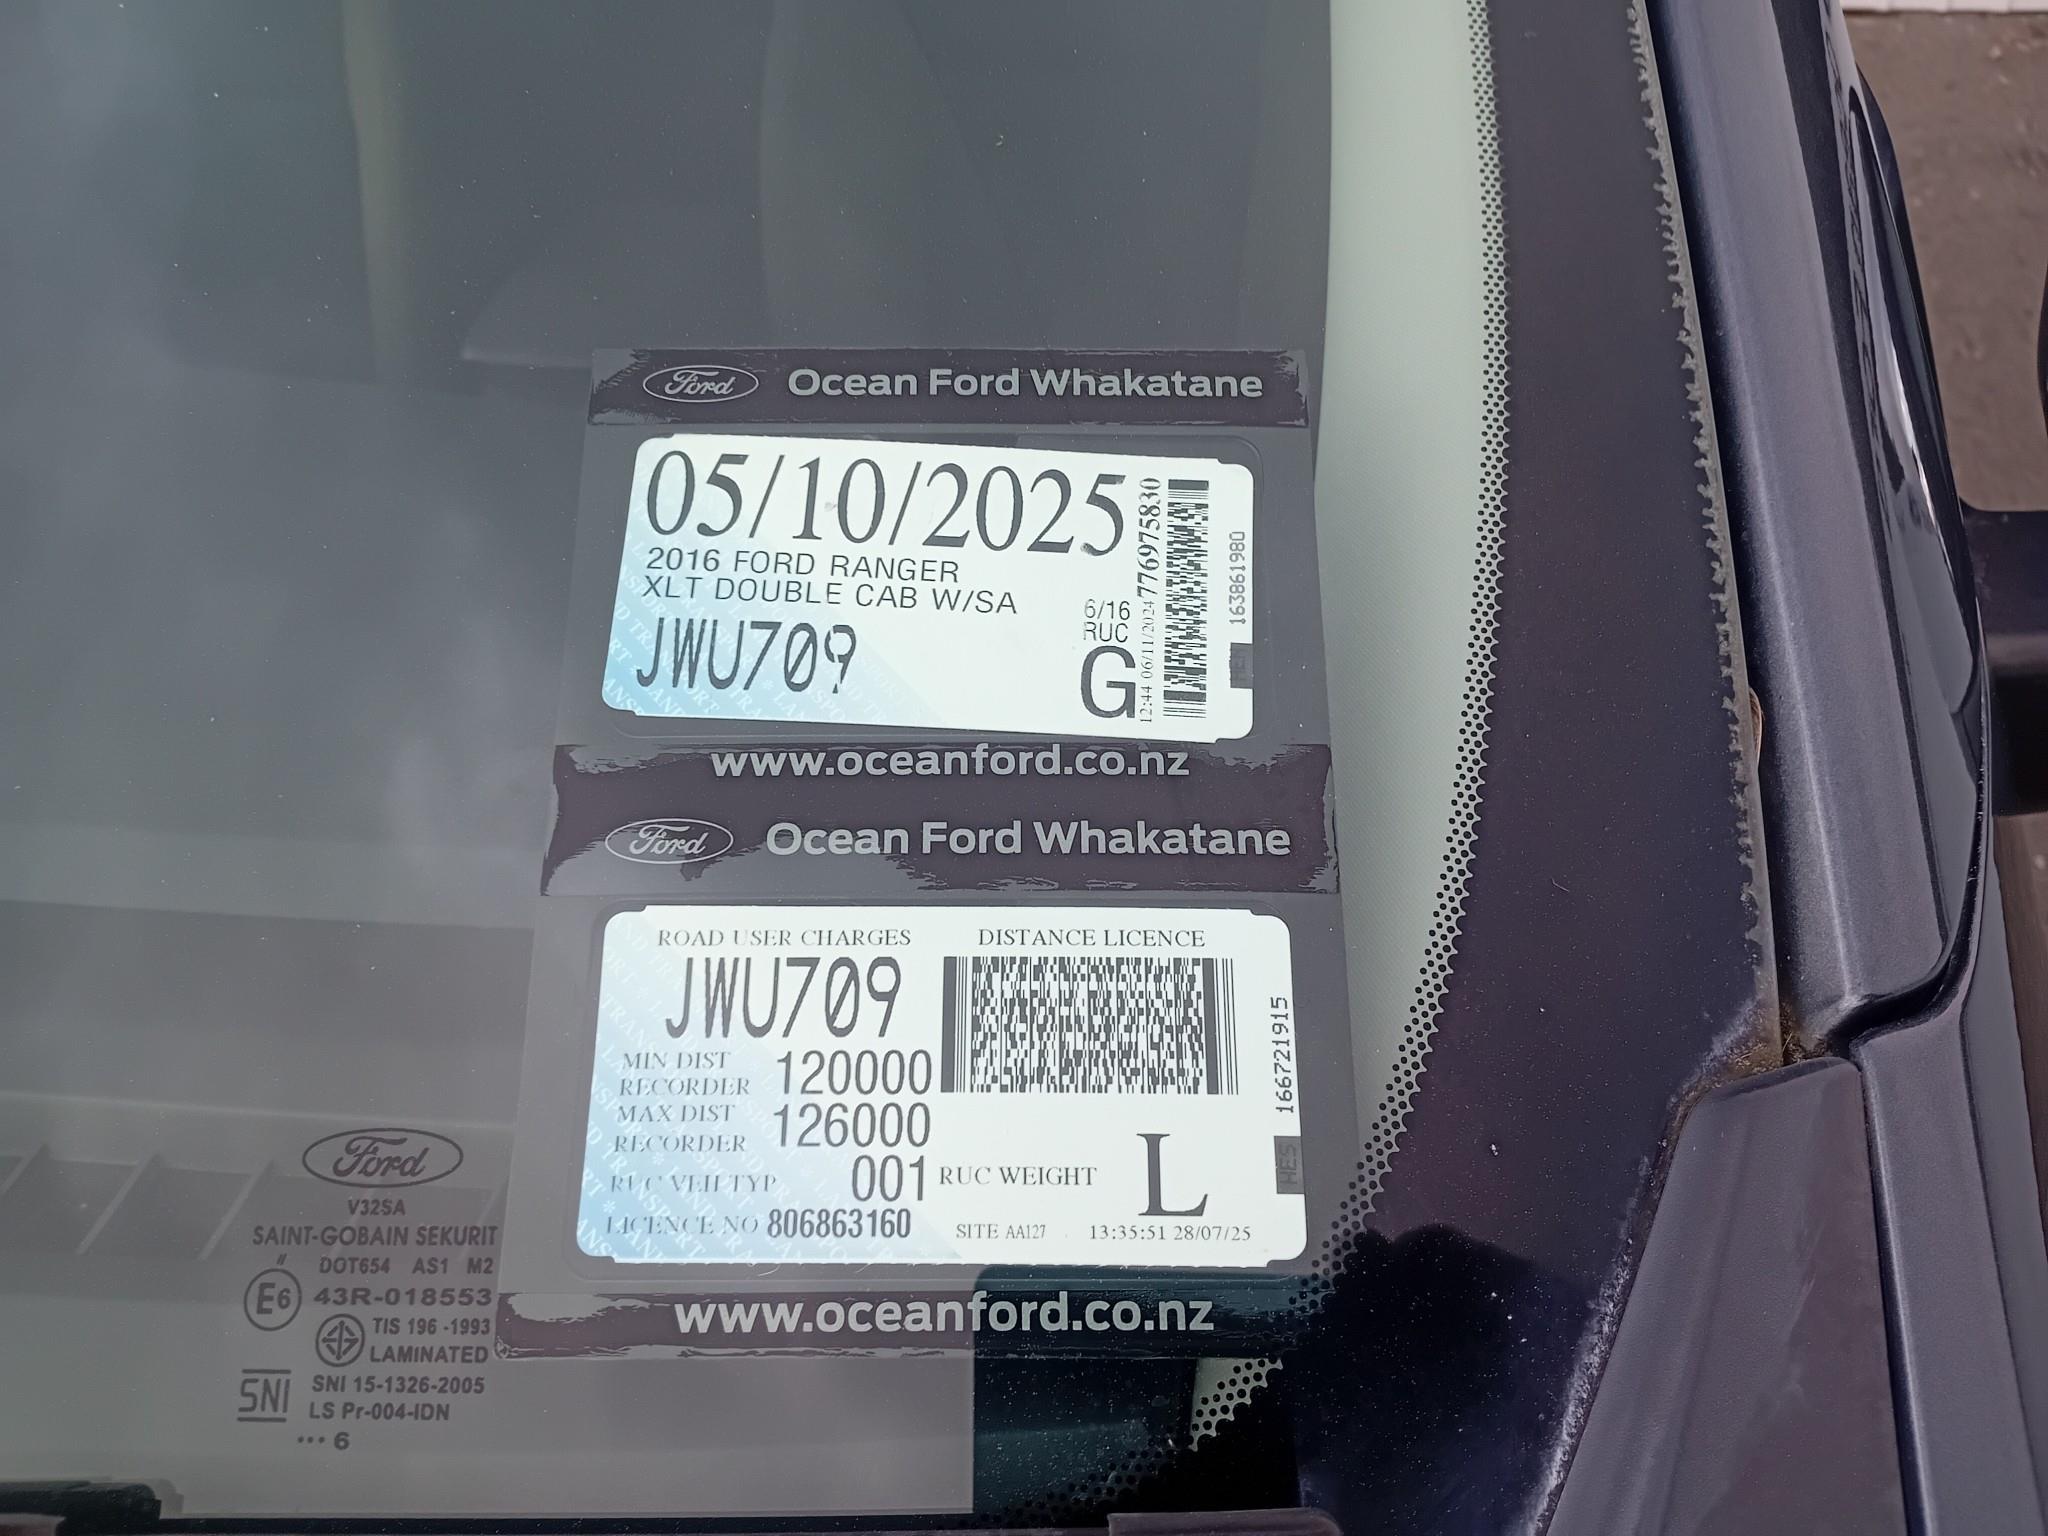 Ford Ocean Ford Whakatane
05/10/2025
2016 FORD RANGER
XLT DOUBLE CAB W/SA
JWU709
6/16
RUC
G
12:44 06/11/2024 776975830
163861980
www.oceanford.co.nz
Ford Ocean Ford Whakatane
ROAD USER CHARGES DISTANCE LICENCE
JWU709
MIN DIST
RECORDER 120000
MAX DIST
RECORDER 126000
RUC VEH TYP 001 RUC WEIGHT L
LICENCE NO 806863160 SITE AA127 13:35:51 28/07/25
166721915
HES
www.oceanford.co.nz
Ford
V32SA
SAINT-GOBAIN SEKURIT
DOT654 AS1 M2
E6 43R-018553
TIS 196 -1993
LAMINATED
SNI SNI 15-1326-2005
LS Pr-004-IDN
••• 6